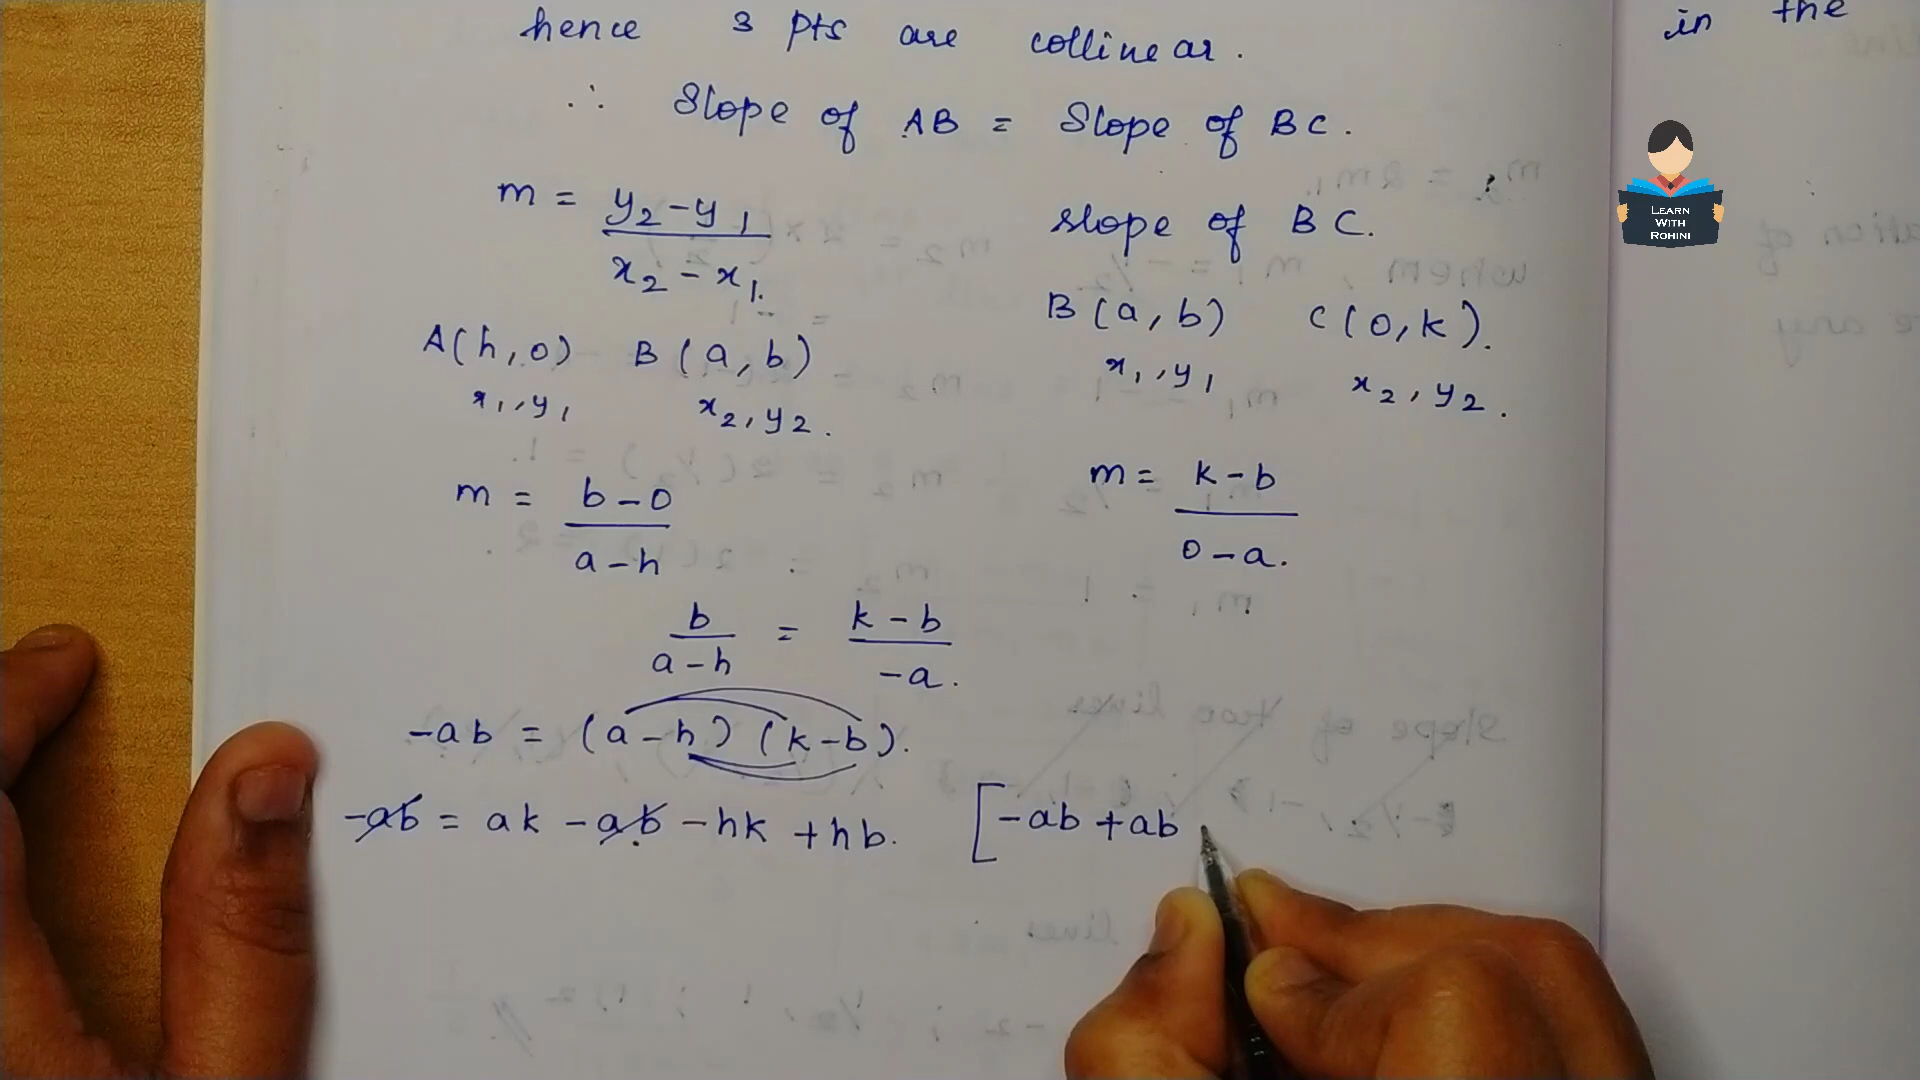 hence 3 pts are collinear.
∴ Slope of AB = Slope of BC.
m = y2-y1 / x2-x1.
slope of BC.
A(h,0) B(a,b)
x1,y1 x2,y2.
B(a,b) C(0,k).
x1,y1 x2,y2.
m = b-0 / a-h
m = k-b / 0-a.
b / a-h = k-b / -a.
-ab = (a-h)(k-b).
-ab = ak -ab -hk +hb. [-ab +ab
in the
LEARN
WITH
ROHINI